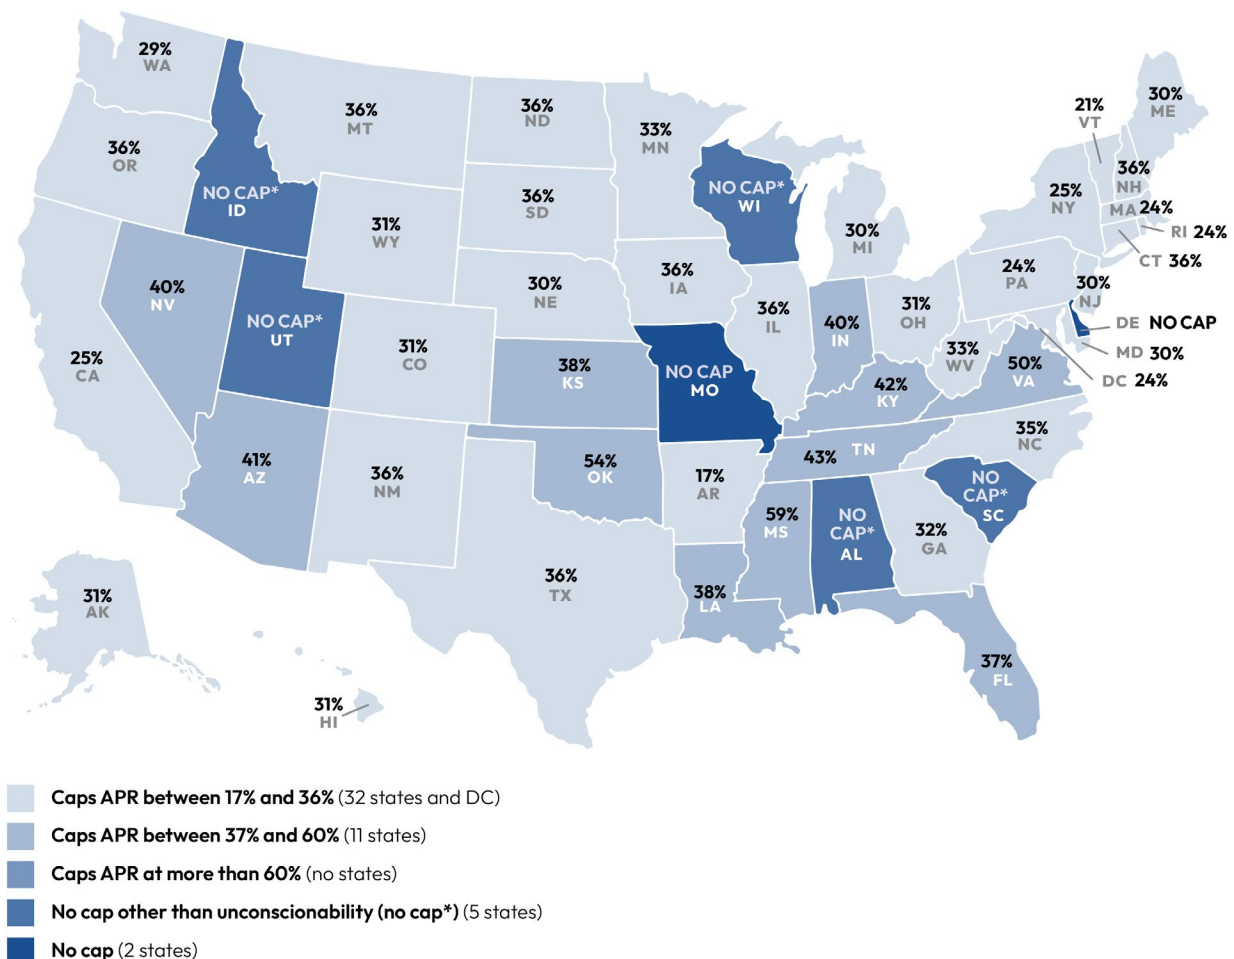 29%
WA
36%
OR
36%
MT
36%
ND
33%
MN
NO CAP*
ID
36%
SD
31%
WY
NO CAP*
WI
30%
MI
21%
VT
30%
ME
36%
NH
25%
NY
MA 24%
RI 24%
CT 36%
40%
NV
NO CAP*
UT
30%
NE
36%
IA
36%
IL
40%
IN
31%
OH
24%
PA
30%
NJ
DE NO CAP
MD 30%
DC 24%
25%
CA
31%
CO
38%
KS
NO CAP
MO
33%
WV
50%
VA
42%
KY
41%
AZ
36%
NM
54%
OK
17%
AR
43% TN
35%
NC
NO
CAP*
SC
59%
MS
NO
CAP*
AL
32%
GA
36%
TX
38%
LA
37%
FL
31%
AK
31%
HI
Caps APR between 17% and 36% (32 states and DC)
Caps APR between 37% and 60% (11 states)
Caps APR at more than 60% (no states)
No cap other than unconscionability (no cap*) (5 states)
No cap (2 states)